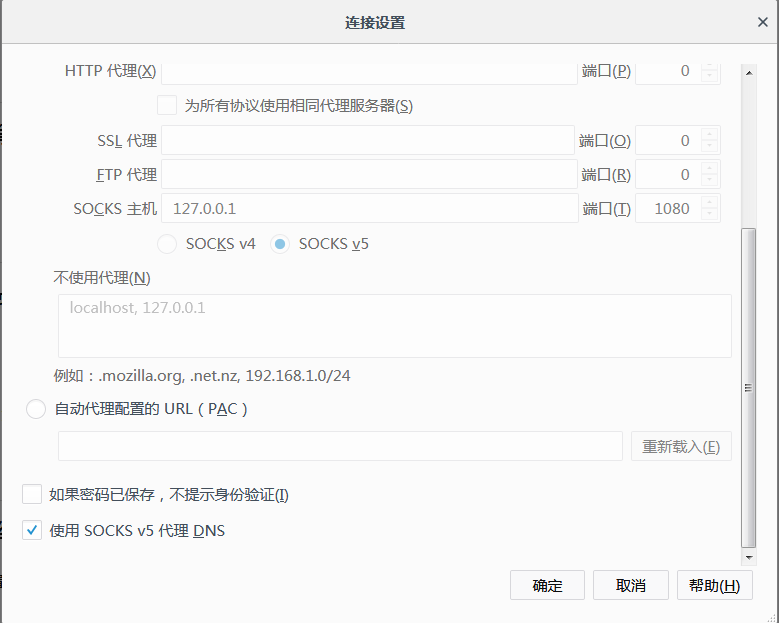 连接设置
HTTP 代理(X) 端口(P) 0
为所有协议使用相同代理服务器(S)
SSL 代理 端口(O) 0
FTP 代理 端口(R) 0
SOCKS 主机 127.0.0.1 端口(T) 1080
SOCKS v4 SOCKS v5
不使用代理(N)
localhost, 127.0.0.1
例如：.mozilla.org, .net.nz, 192.168.1.0/24
自动代理配置的 URL（PAC）
重新载入(E)
如果密码已保存，不提示身份验证(I)
使用 SOCKS v5 代理 DNS
确定 取消 帮助(H)